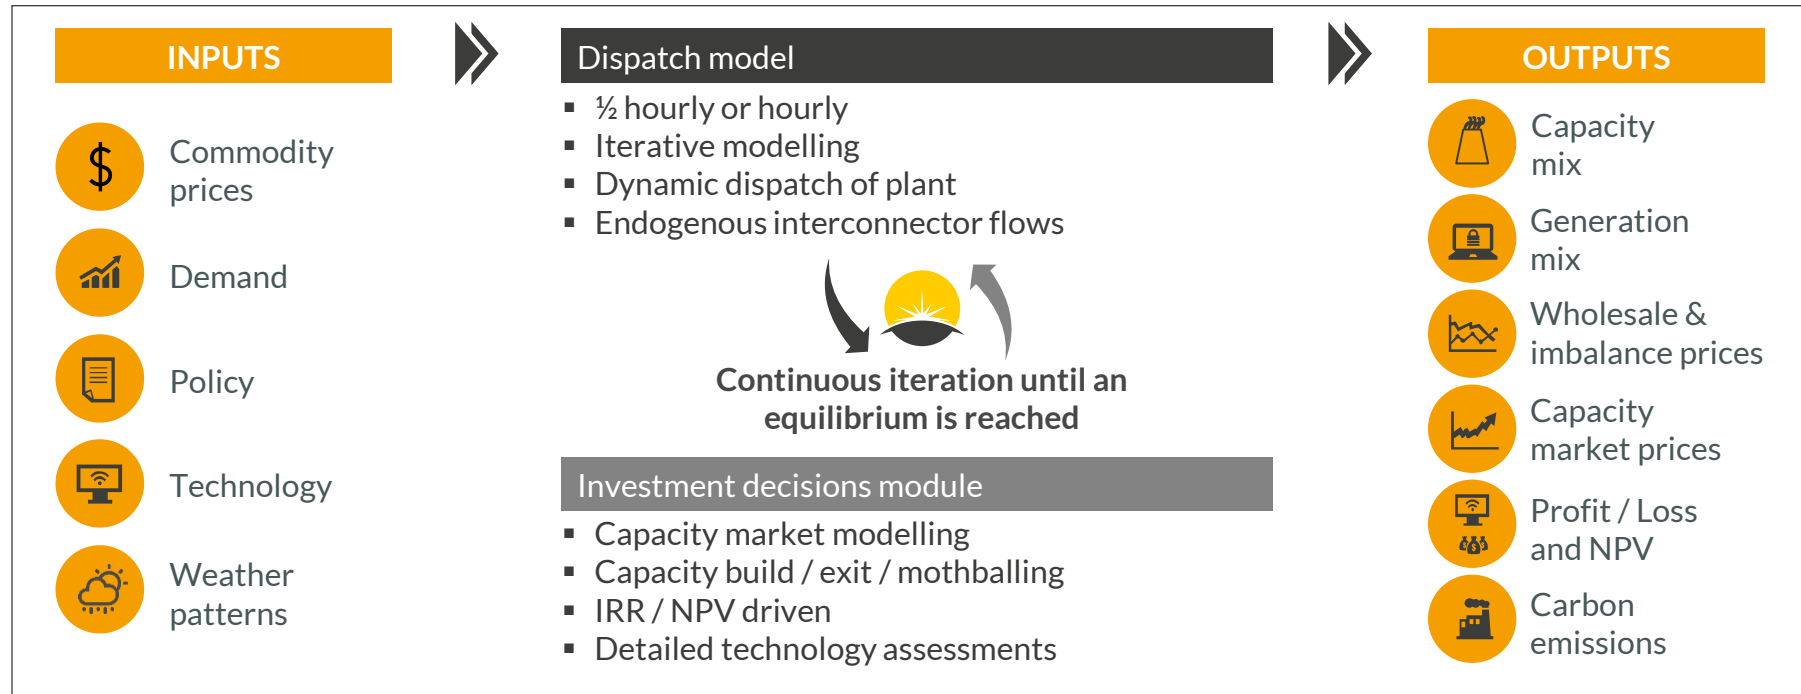 INPUTS
Commodity
prices
Demand
Policy
Technology
Weather
patterns
Dispatch model
▪ ½ hourly or hourly
▪ Iterative modelling
▪ Dynamic dispatch of plant
▪ Endogenous interconnector flows
Continuous iteration until an
equilibrium is reached
Investment decisions module
▪ Capacity market modelling
▪ Capacity build / exit / mothballing
▪ IRR / NPV driven
▪ Detailed technology assessments
OUTPUTS
Capacity
mix
Generation
mix
Wholesale &
imbalance prices
Capacity
market prices
Profit / Loss
and NPV
Carbon
emissions